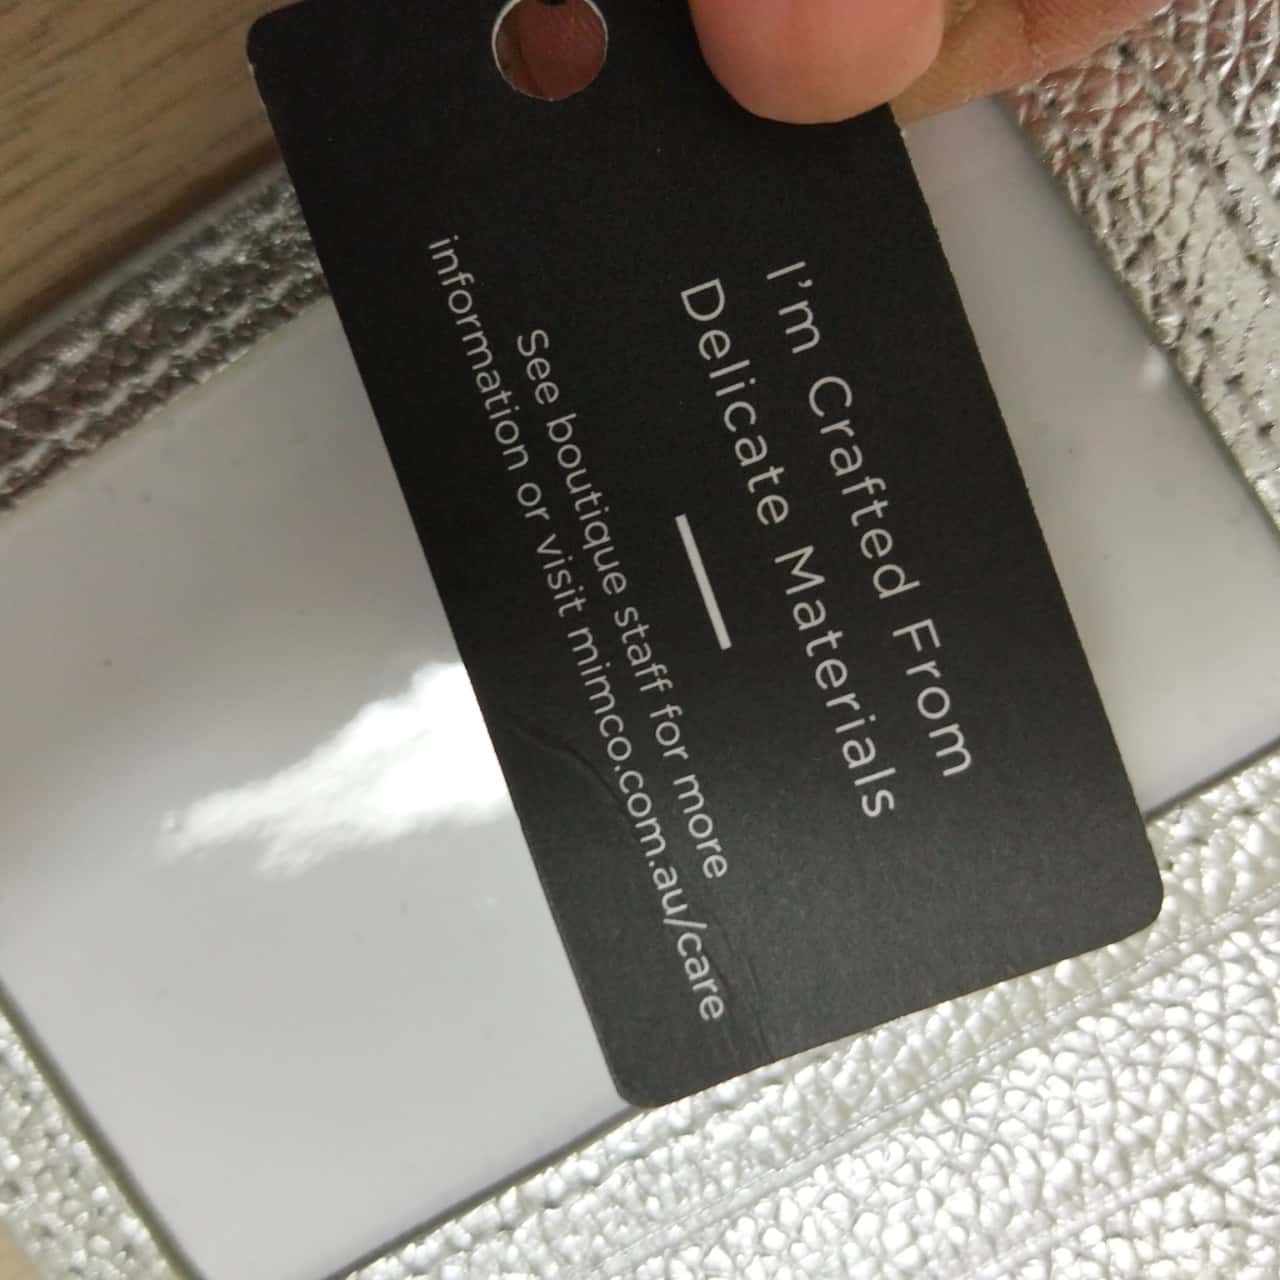 I'm Crafted From
Delicate Materials
See boutique staff for more
information or visit mimco.com.au/care